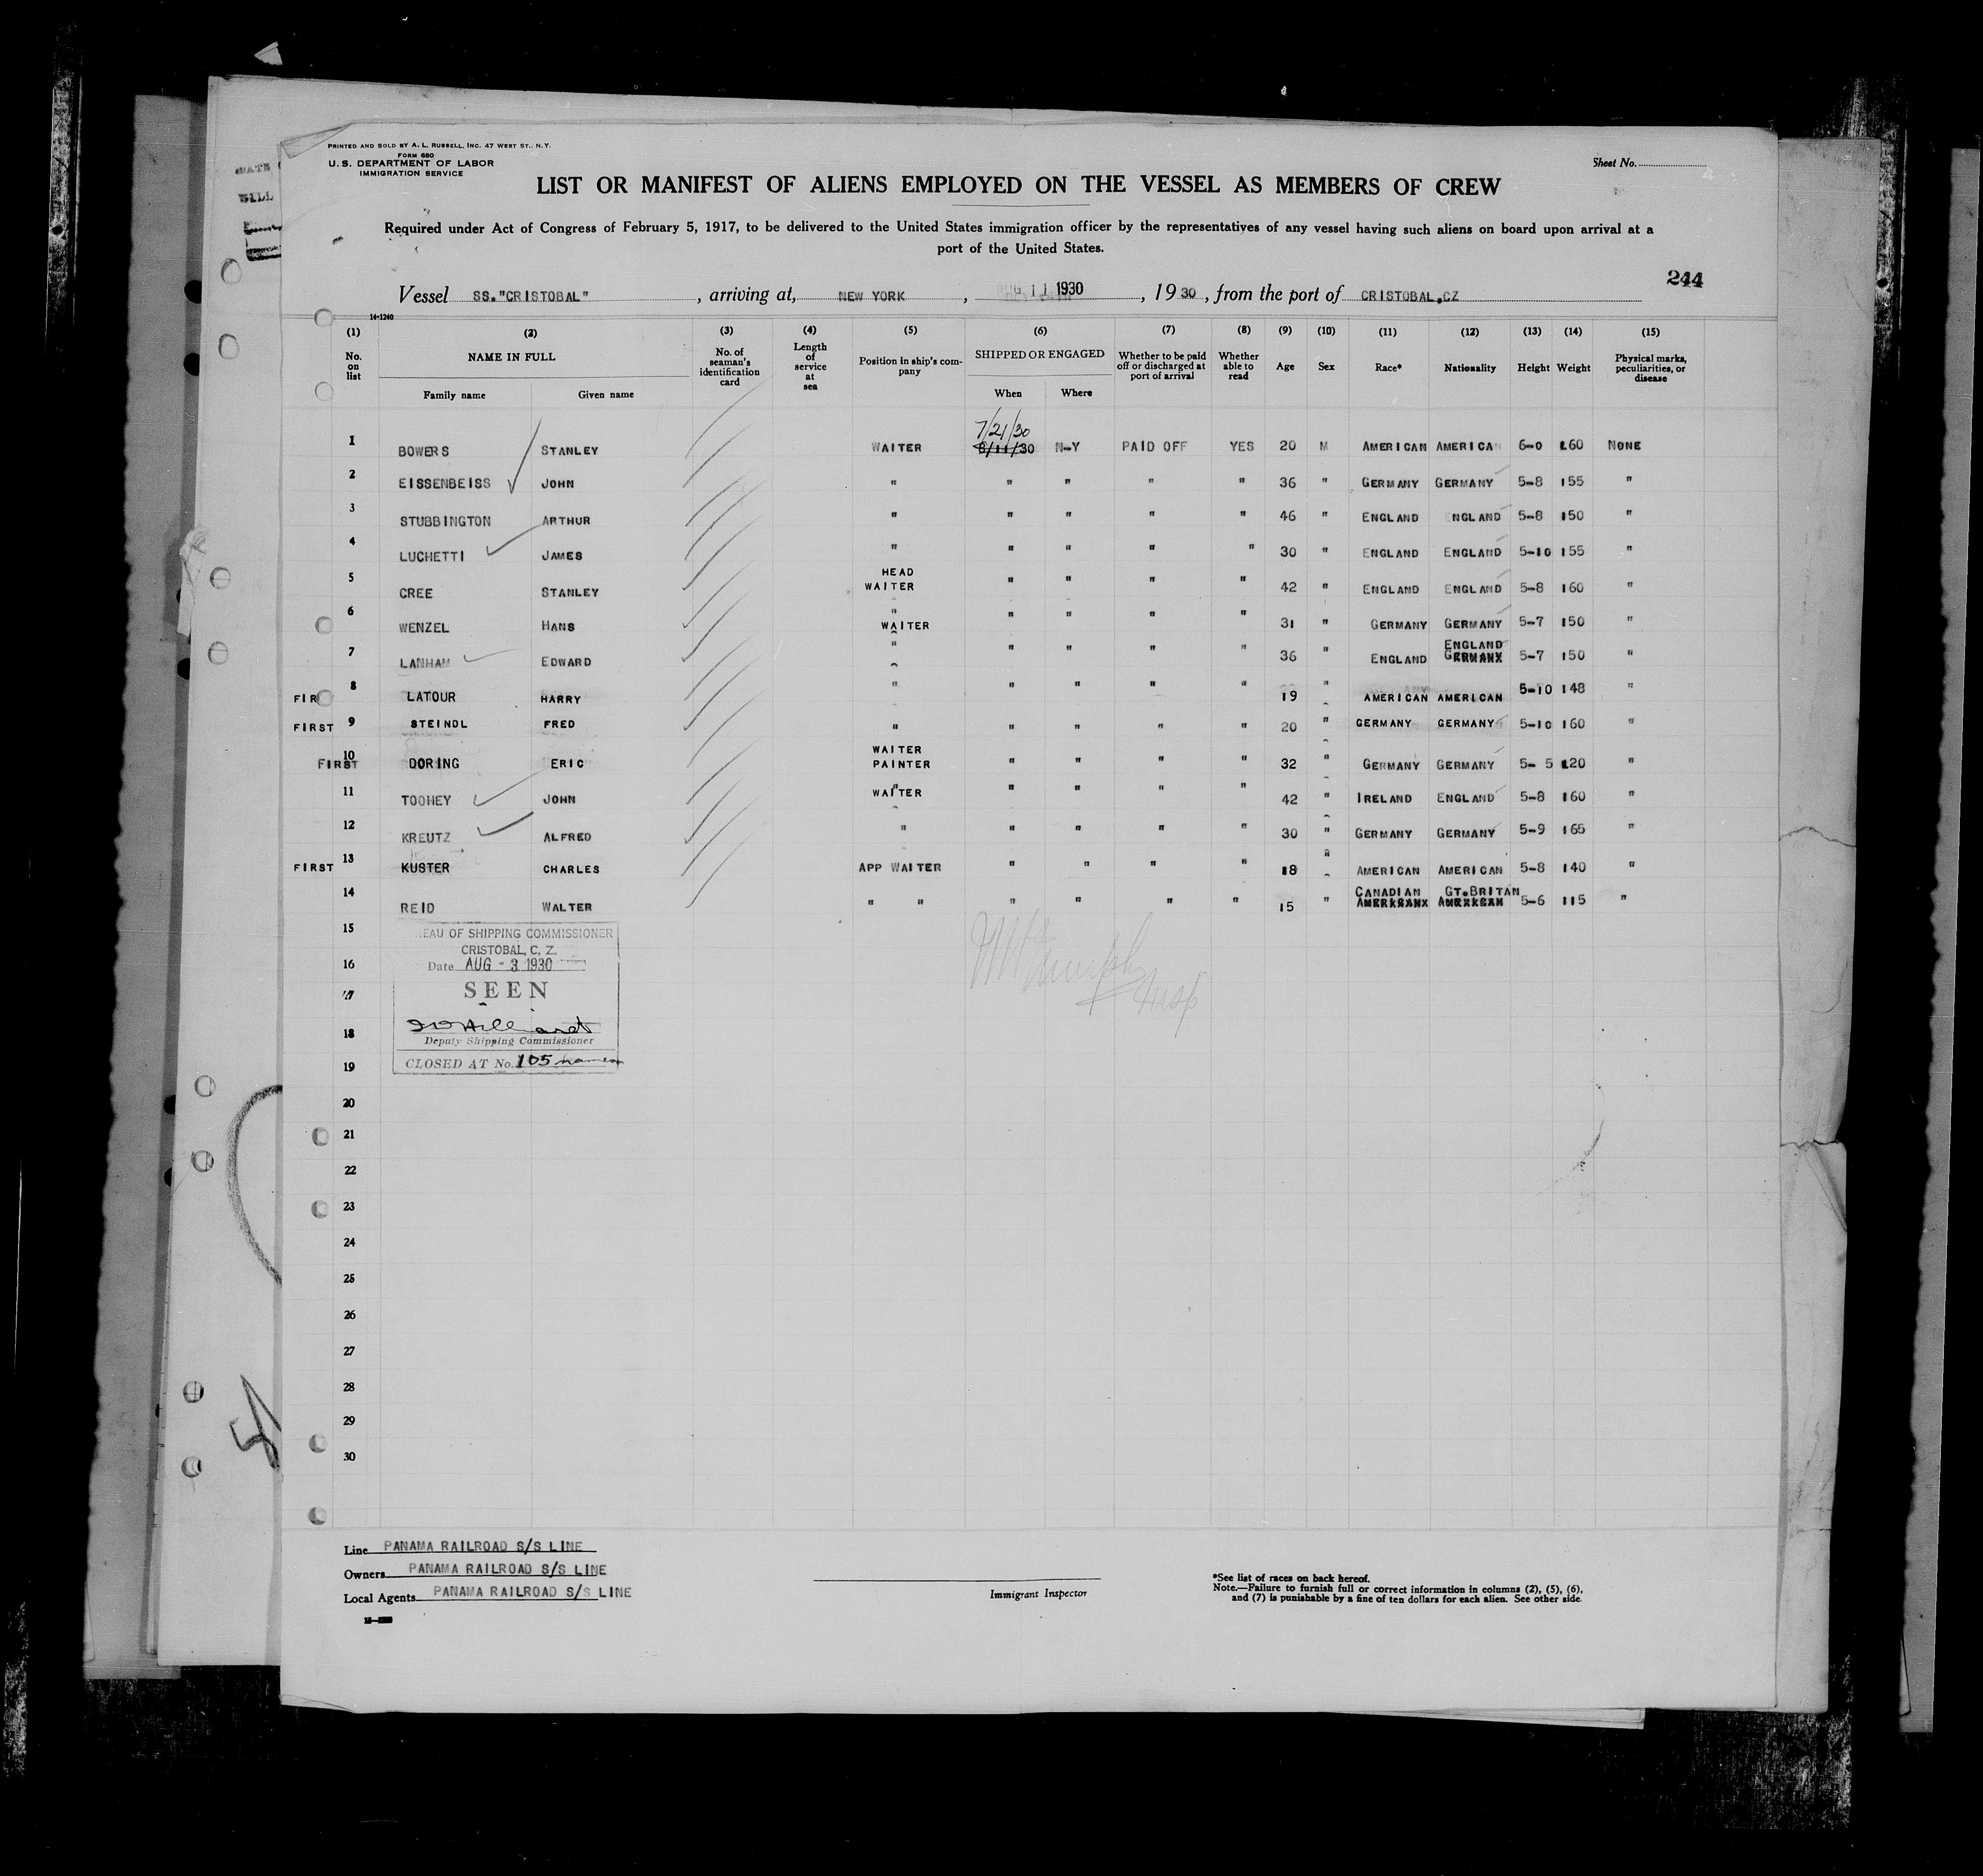 PRINTED AND SOLD BY A. L. RUSSELL, INC. 47 WEST ST., N.Y.
FORM 680
U. S. DEPARTMENT OF LABOR
IMMIGRATION SERVICE
Sheet No.
LIST OR MANIFEST OF ALIENS EMPLOYED ON THE VESSEL AS MEMBERS OF CREW
Required under Act of Congress of February 5, 1917, to be delivered to the United States immigration officer by the representatives of any vessel having such aliens on board upon arrival at a
port of the United States.
244
Vessel SS."CRISTOBAL", arriving at, NEW YORK, AUG 11 1930, 1930, from the port of CRISTOBAL.CZ
14-1240
(1) (2) (3) (4) (5) (6) (7) (8) (9) (10) (11) (12) (13) (14) (15)
No. on list NAME IN FULL Family name Given name No. of seaman's identification card Length of service at sea Position in ship's company SHIPPED OR ENGAGED When Where Whether to be paid off or discharged at port of arrival Whether able to read Age Sex Race* Nationality Height Weight Physical marks, peculiarities, or disease
7/21/30
1 BOWERS STANLEY WAITER 8/11/30 N-Y PAID OFF YES 20 M AMERICAN AMERICAN 6-0 160 NONE
2 EISSENBEISS JOHN " " " " " 36 " GERMANY GERMANY 5-8 155 "
3 STUBBINGTON ARTHUR " " " " " 46 " ENGLAND ENGLAND 5-8 150 "
4 LUCHETTI JAMES " " " " " 30 " ENGLAND ENGLAND 5-10 155 "
5 CREE STANLEY HEAD WAITER " " " " 42 " ENGLAND ENGLAND 5-8 160 "
6 WENZEL HANS " WAITER " " " " 31 " GERMANY GERMANY 5-7 150 "
7 LANHAM EDWARD " " " " " 36 " ENGLAND ENGLAND GERMANY 5-7 150 "
FIR 8 LATOUR HARRY " " " " 19 " AMERICAN AMERICAN 5-10 148 "
FIRST 9 STEINDL FRED " " " " " 20 " GERMANY GERMANY 5-10 160 "
FIRST 10 DORING ERIC WAITER PAINTER " " " " 32 " GERMANY GERMANY 5-5 120 "
11 TOOHEY JOHN WAITER " " " " 42 " IRELAND ENGLAND 5-8 160 "
12 KREUTZ ALFRED " " " " " 30 " GERMANY GERMANY 5-9 165 "
FIRST 13 KUSTER CHARLES APP WAITER " " " " 18 " AMERICAN AMERICAN 5-8 140 "
14 REID WALTER " " " " " " 15 " CANADIAN AMERICAN GT.BRITAN AMERICAN 5-6 115 "
15
16
17
18
19
20
21
22
23
24
25
26
27
28
29
30
EAU OF SHIPPING COMMISSIONER
CRISTOBAL, C. Z.
Date AUG - 3 1930
SEEN
Deputy Shipping Commissioner
CLOSED AT No. 105 names
Insp
Line PANAMA RAILROAD S/S LINE
Owners PANAMA RAILROAD S/S LINE
Local Agents PANAMA RAILROAD S/S LINE
Immigrant Inspector
*See list of races on back hereof.
Note.—Failure to furnish full or correct information in columns (2), (5), (6),
and (7) is punishable by a fine of ten dollars for each alien. See other side.